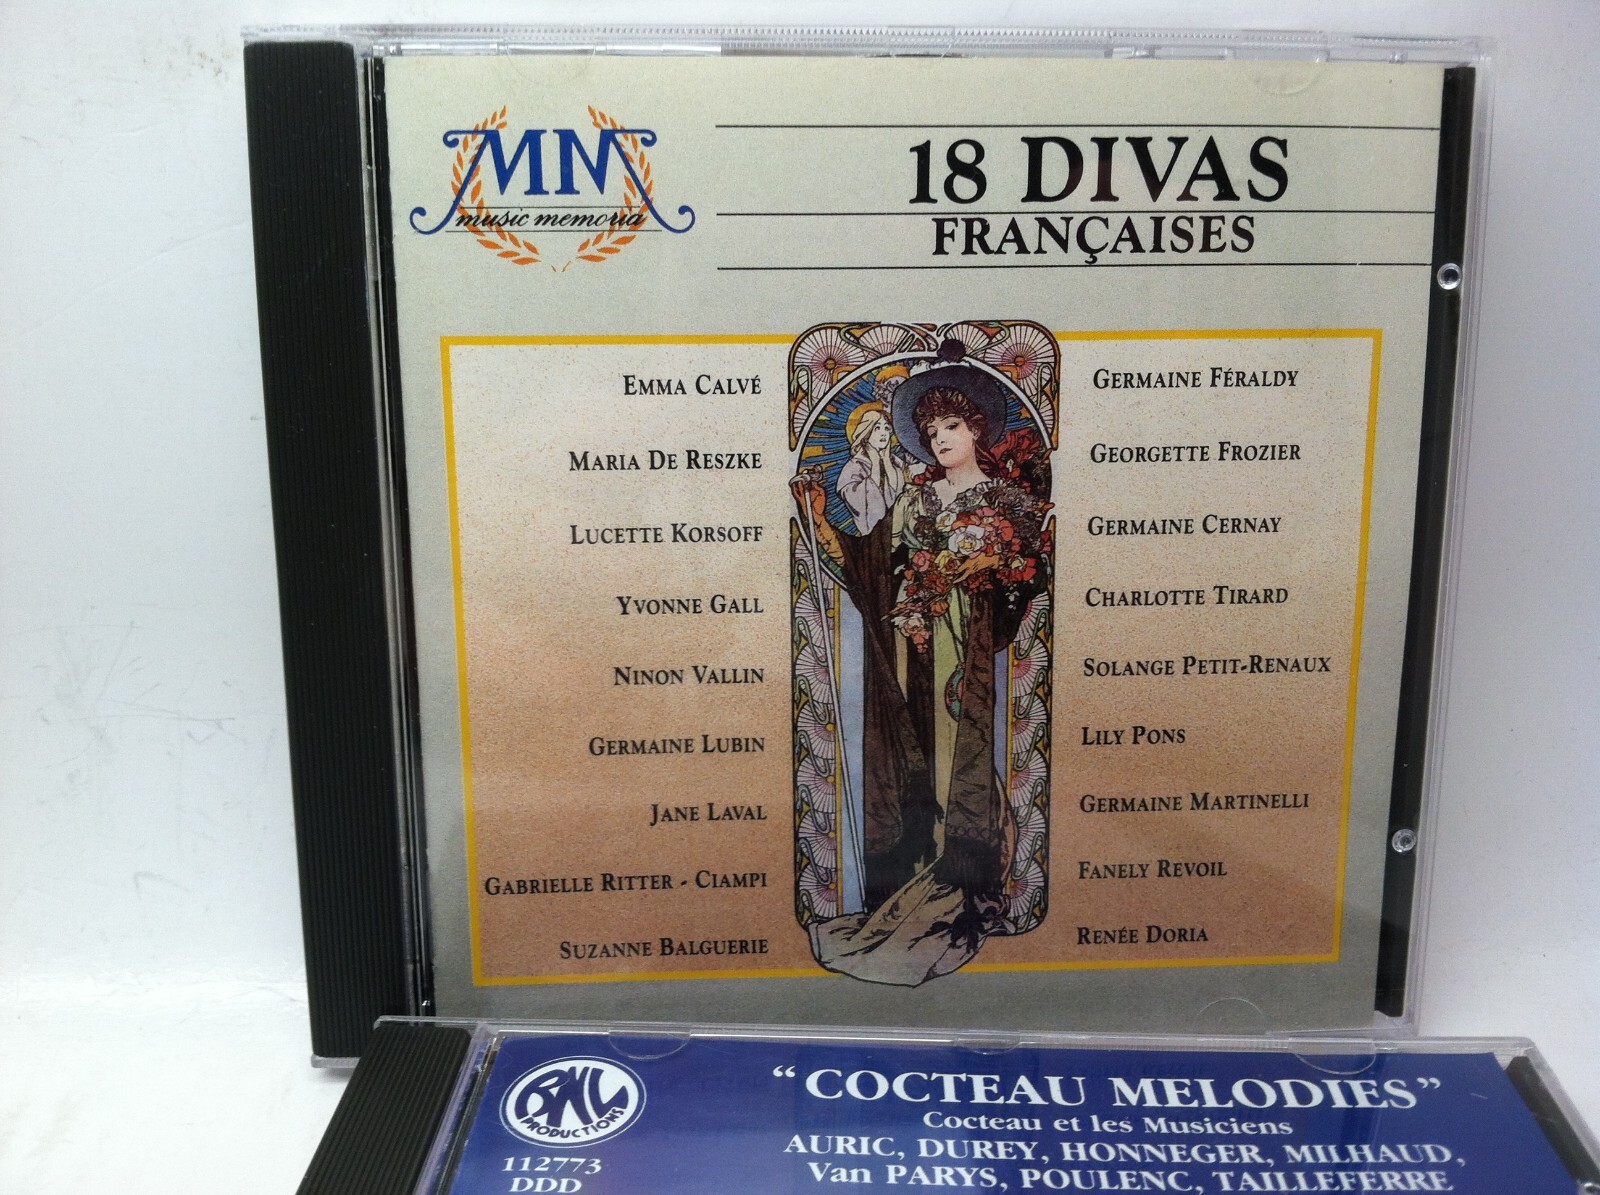 MM
music memoria
18 DIVAS
FRANÇAISES
EMMA CALVÉ
MARIA DE RESZKE
LUCETTE KORSOFF
YVONNE GALL
NINON VALLIN
GERMAINE LUBIN
JANE LAVAL
GABRIELLE RITTER - CIAMPI
SUZANNE BALGUERIE
GERMAINE FÉRALDY
GEORGETTE FROZIER
GERMAINE CERNAY
CHARLOTTE TIRARD
SOLANGE PETIT-RENAUX
LILY PONS
GERMAINE MARTINELLI
FANELY REVOIL
RENÉE DORIA
BNL
PRODUCTIONS
112773
DDD
“COCTEAU MELODIES”
Cocteau et les Musiciens
AURIC, DUREY, HONNEGER, MILHAUD,
Van PARYS, POULENC, TAILLEFERRE